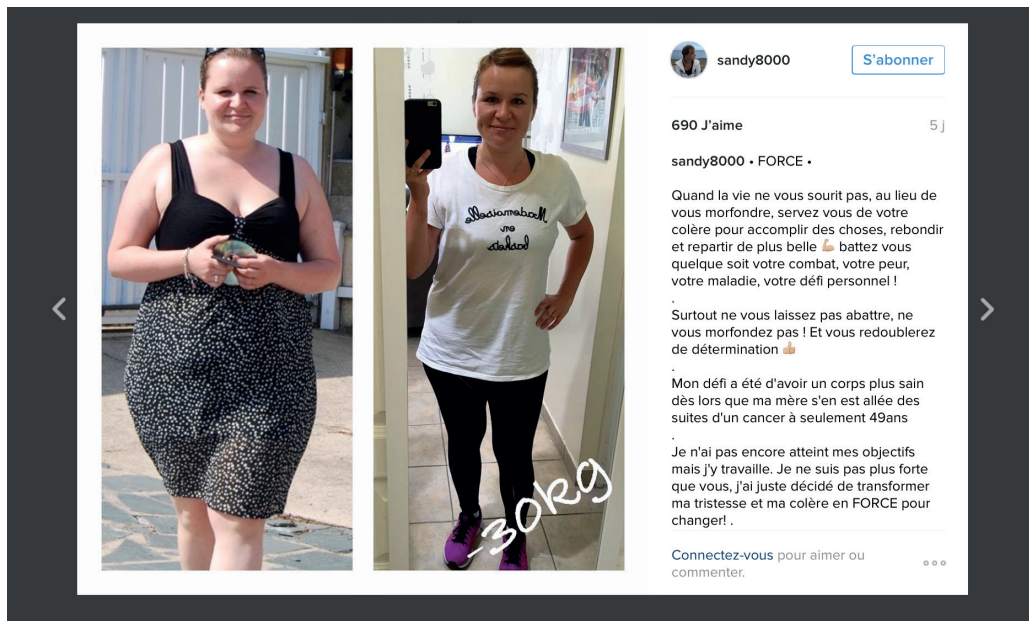 sandy8000
S'abonner
690 J'aime
5 j
sandy8000 • FORCE •
Quand la vie ne vous sourit pas, au lieu de
vous morfondre, servez vous de votre
colère pour accomplir des choses, rebondir
et repartir de plus belle 💪🏼 battez vous
quelque soit votre combat, votre peur,
votre maladie, votre défi personnel !
.
Surtout ne vous laissez pas abattre, ne
vous morfondez pas ! Et vous redoublerez
de détermination 👍🏼
.
Mon défi a été d'avoir un corps plus sain
dès lors que ma mère s'en est allée des
suites d'un cancer à seulement 49ans
.
Je n'ai pas encore atteint mes objectifs
mais j'y travaille. Je ne suis pas plus forte
que vous, j'ai juste décidé de transformer
ma tristesse et ma colère en FORCE pour
changer! .
Connectez-vous pour aimer ou
commenter.
Mademoiselle
en
baskets
-30kg